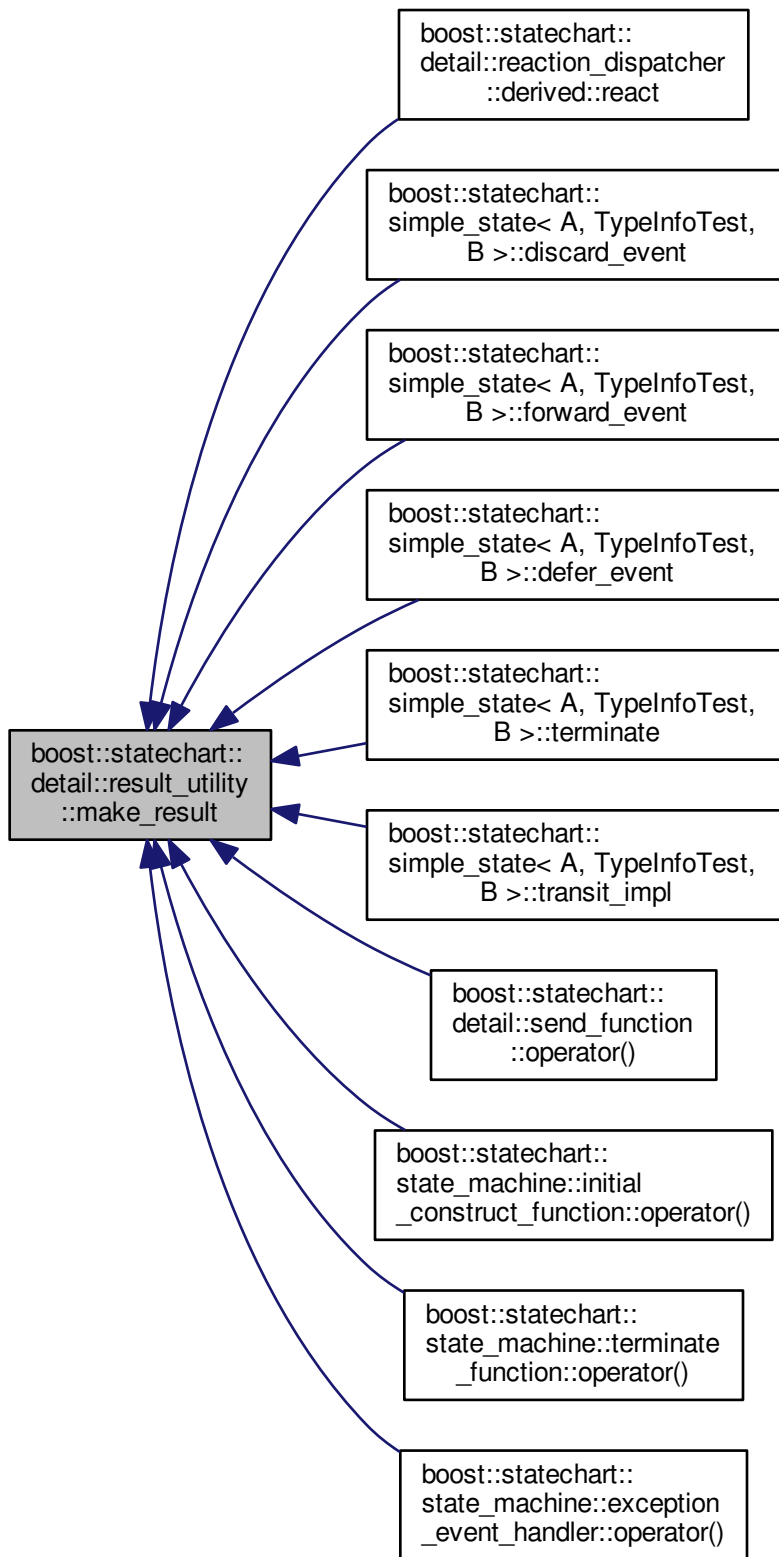 boost::statechart::
detail::reaction_dispatcher
::derived::react
boost::statechart::
simple_state< A, TypeInfoTest,
B >::discard_event
boost::statechart::
simple_state< A, TypeInfoTest,
B >::forward_event
boost::statechart::
simple_state< A, TypeInfoTest,
B >::defer_event
boost::statechart::
simple_state< A, TypeInfoTest,
B >::terminate
boost::statechart::
detail::result_utility
::make_result
boost::statechart::
simple_state< A, TypeInfoTest,
B >::transit_impl
boost::statechart::
detail::send_function
::operator()
boost::statechart::
state_machine::initial
_construct_function::operator()
boost::statechart::
state_machine::terminate
_function::operator()
boost::statechart::
state_machine::exception
_event_handler::operator()